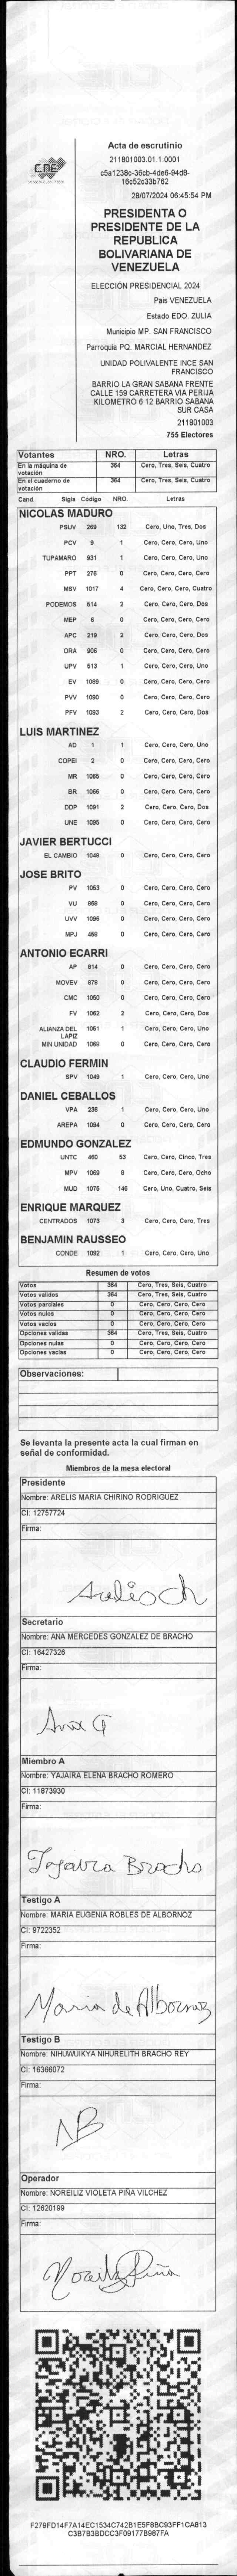 CNE
Acta de escrutinio
211801003.01.1.0001
c5a1238c-36cb-4de6-94d8-
16c52c33b762
28/07/2024 06:45:54 PM
PRESIDENTA O
PRESIDENTE DE LA
REPUBLICA
BOLIVARIANA DE
VENEZUELA
ELECCIÓN PRESIDENCIAL 2024
Pais VENEZUELA
Estado EDO. ZULIA
Municipio MP. SAN FRANCISCO
Parroquia PQ. MARCIAL HERNANDEZ
UNIDAD POLIVALENTE INCE SAN
FRANCISCO
BARRIO LA GRAN SABANA FRENTE
CALLE 159 CARRETERA VIA PERIJA
KILOMETRO 8 12 BARRIO SABANA
SUR CASA
211801003
755 Electores
Votantes NRO. Letras
En la máquina de votación 364 Cero, Tres, Seis, Cuatro
En el cuaderno de votación 364 Cero, Tres, Seis, Cuatro
Cand. Sigla Código NRO. Letras
NICOLAS MADURO
PSUV 269 132 Cero, Uno, Tres, Dos
PCV 9 1 Cero, Cero, Cero, Uno
TUPAMARO 931 1 Cero, Cero, Cero, Uno
PPT 276 0 Cero, Cero, Cero, Cero
MSV 1017 4 Cero, Cero, Cero, Cuatro
PODEMOS 514 2 Cero, Cero, Cero, Dos
MEP 6 0 Cero, Cero, Cero, Cero
APC 219 2 Cero, Cero, Cero, Dos
ORA 906 0 Cero, Cero, Cero, Cero
UPV 513 1 Cero, Cero, Cero, Uno
EV 1089 0 Cero, Cero, Cero, Cero
PVV 1090 0 Cero, Cero, Cero, Cero
PFV 1093 2 Cero, Cero, Cero, Dos
LUIS MARTINEZ
AD 1 1 Cero, Cero, Cero, Uno
COPEI 2 0 Cero, Cero, Cero, Cero
MR 1065 0 Cero, Cero, Cero, Cero
BR 1066 0 Cero, Cero, Cero, Cero
DDP 1091 2 Cero, Cero, Cero, Dos
UNE 1095 0 Cero, Cero, Cero, Cero
JAVIER BERTUCCI
EL CAMBIO 1048 0 Cero, Cero, Cero, Cero
JOSE BRITO
PV 1053 0 Cero, Cero, Cero, Cero
VU 868 0 Cero, Cero, Cero, Cero
UVV 1096 0 Cero, Cero, Cero, Cero
MPJ 458 0 Cero, Cero, Cero, Cero
ANTONIO ECARRI
AP 614 0 Cero, Cero, Cero, Cero
MOVEV 878 0 Cero, Cero, Cero, Cero
CMC 1050 0 Cero, Cero, Cero, Cero
FV 1062 2 Cero, Cero, Cero, Dos
ALIANZA DEL LAPIZ 1051 1 Cero, Cero, Cero, Uno
MIN UNIDAD 1068 0 Cero, Cero, Cero, Cero
CLAUDIO FERMIN
SPV 1049 1 Cero, Cero, Cero, Uno
DANIEL CEBALLOS
VPA 236 1 Cero, Cero, Cero, Uno
AREPA 1094 0 Cero, Cero, Cero, Cero
EDMUNDO GONZALEZ
UNTC 460 53 Cero, Cero, Cinco, Tres
MPV 1069 8 Cero, Cero, Cero, Ocho
MUD 1075 146 Cero, Uno, Cuatro, Seis
ENRIQUE MARQUEZ
CENTRADOS 1073 3 Cero, Cero, Cero, Tres
BENJAMIN RAUSSEO
CONDE 1092 1 Cero, Cero, Cero, Uno
Resumen de votos
Votos 364 Cero, Tres, Seis, Cuatro
Votos validos 364 Cero, Tres, Seis, Cuatro
Votos parciales 0 Cero, Cero, Cero, Cero
Votos nulos 0 Cero, Cero, Cero, Cero
Votos vacios 0 Cero, Cero, Cero, Cero
Opciones validas 364 Cero, Tres, Seis, Cuatro
Opciones nulas 0 Cero, Cero, Cero, Cero
Opciones vacias 0 Cero, Cero, Cero, Cero
Observaciones:
Se levanta la presente acta la cual firman en
señal de conformidad.
Miembros de la mesa electoral
Presidente
Nombre: ARELIS MARIA CHIRINO RODRIGUEZ
CI: 12757724
Firma:
Arelis ch
Secretario
Nombre: ANA MERCEDES GONZALEZ DE BRACHO
CI: 16427326
Firma:
Ana G
Miembro A
Nombre: YAJAIRA ELENA BRACHO ROMERO
CI: 11873930
Firma:
Yajaira Bracho
Testigo A
Nombre: MARIA EUGENIA ROBLES DE ALBORNOZ
CI: 9722352
Firma:
Maria de Albornoz
Testigo B
Nombre: NIHUWUIKYA NIHURELITH BRACHO REY
CI: 16366072
Firma:
NB
Operador
Nombre: NOREILIZ VIOLETA PIÑA VILCHEZ
CI: 12620199
Firma:
Noreiliz Piña
F279FD14F7A14EC1534C742B1E5F8BC93FF1CA813
C3B7B3BDCC3F09177B987FA